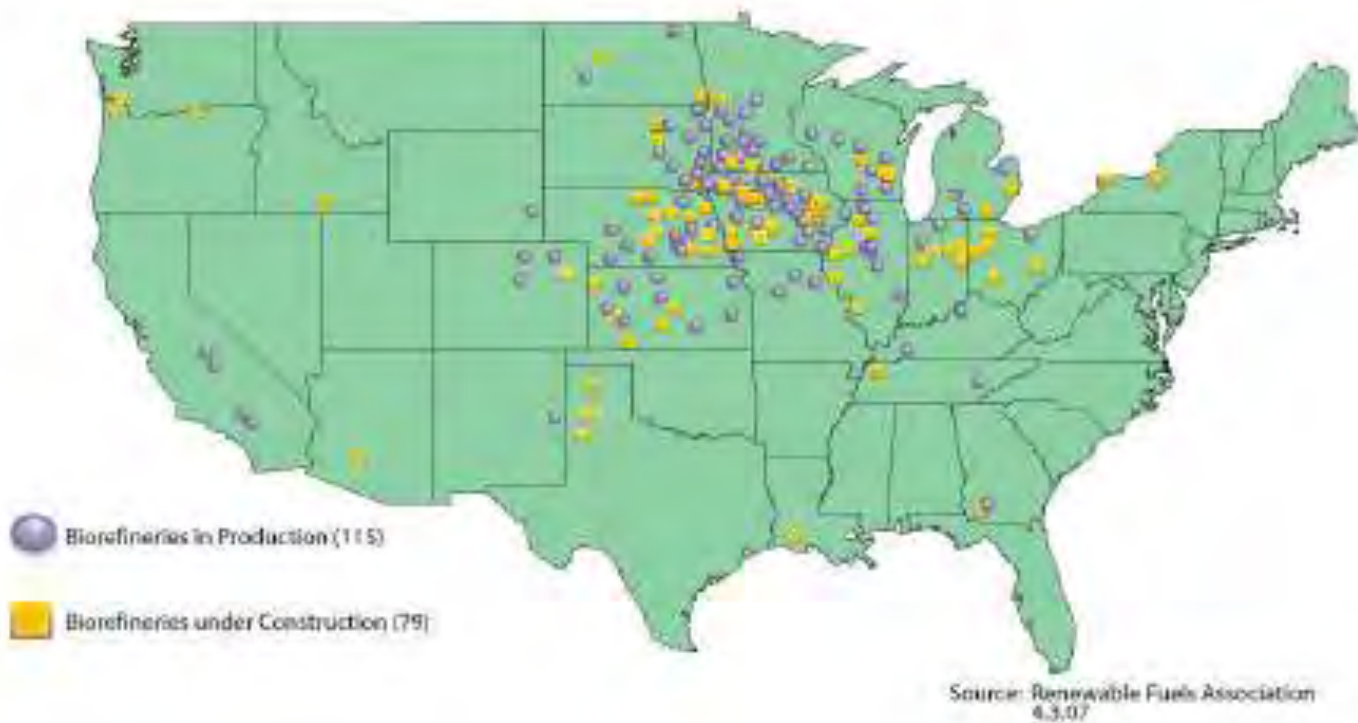 Biorefineries in Production (115)
Biorefineries under Construction (79)
Source: Renewable Fuels Association
4.3.07